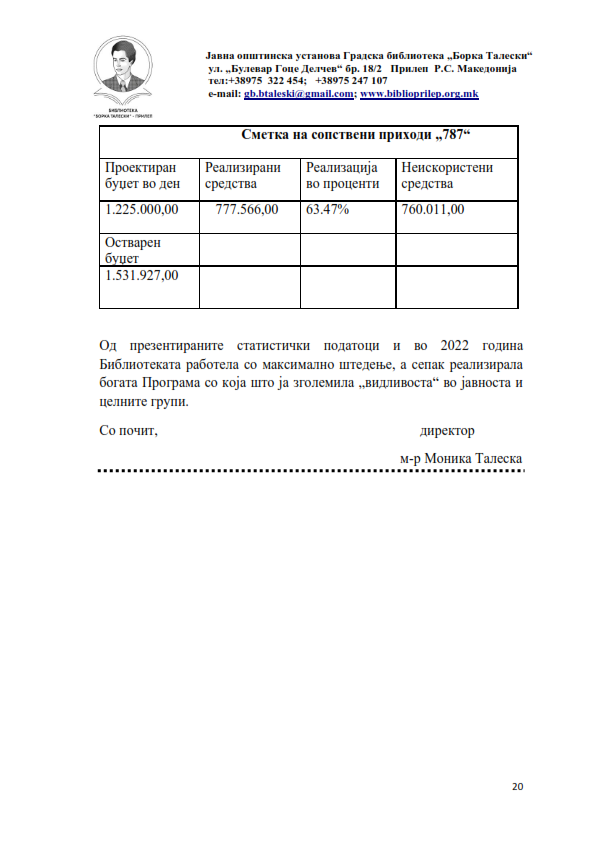 Јавна општинска установа Градска библиотека „Борка Талески“
ул. „Булевар Гоце Делчев“ бр. 18/2 Прилеп Р.С. Македонија
тел:+38975 322 454; +38975 247 107
e-mail: gb.btaleski@gmail.com; www.biblioprilep.org.mk
БИБЛИОТЕКА
"БОРКА ТАЛЕСКИ" - ПРИЛЕП
Сметка на сопствени приходи „787“
Проектиран буџет во ден
Реализирани средства
Реализација во проценти
Неискористени средства
1.225.000,00 777.566,00 63.47% 760.011,00
Остварен
буџет
1.531.927,00
Од презентираните статистички податоци и во 2022 година
Библиотеката работела со максимално штедење, а сепак реализирала
богата Програма со која што ја зголемила „видливоста“ во јавноста и
целните групи.
Со почит, директор
м-р Моника Талеска
20